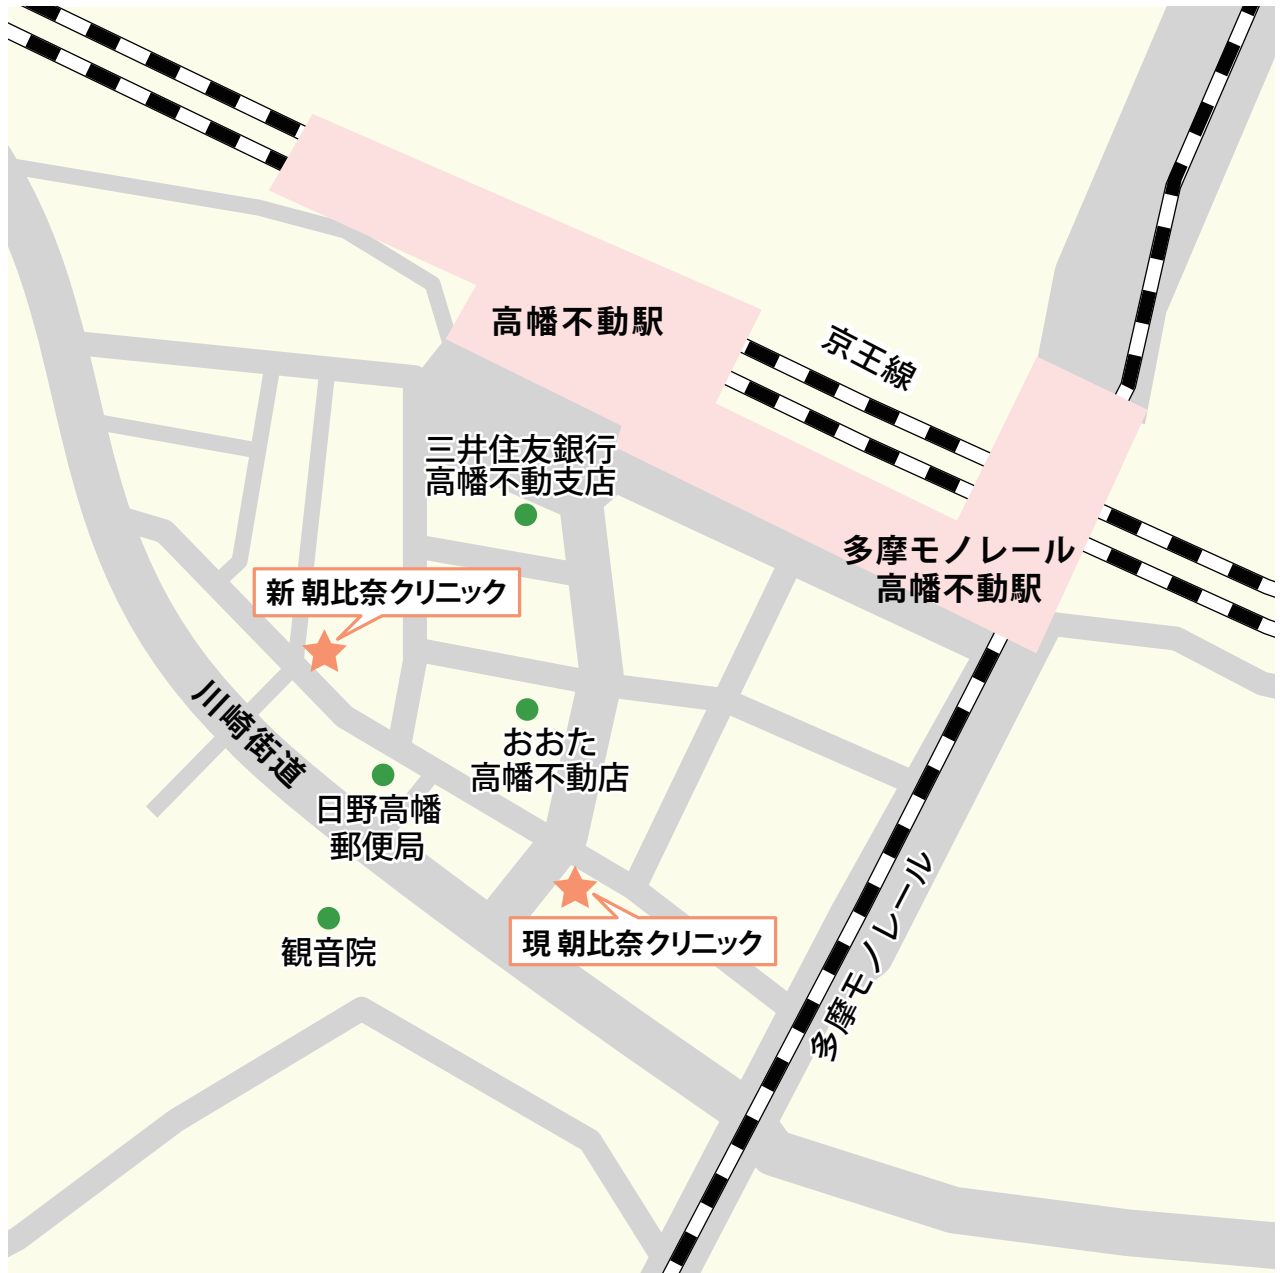 高幡不動駅
京王線
三井住友銀行
高幡不動支店
多摩モノレール
高幡不動駅
新 朝比奈クリニック
川崎街道
おおた
高幡不動店
日野高幡
郵便局
現 朝比奈クリニック
観音院
多摩モノレール